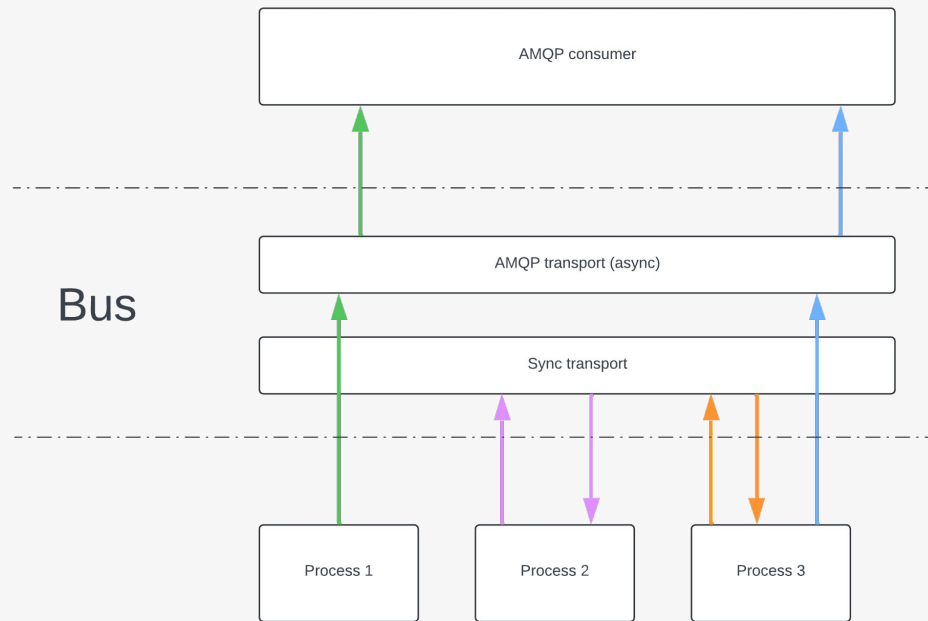 AMQP consumer
AMQP transport (async)
Bus
Sync transport
Process 1
Process 2
Process 3